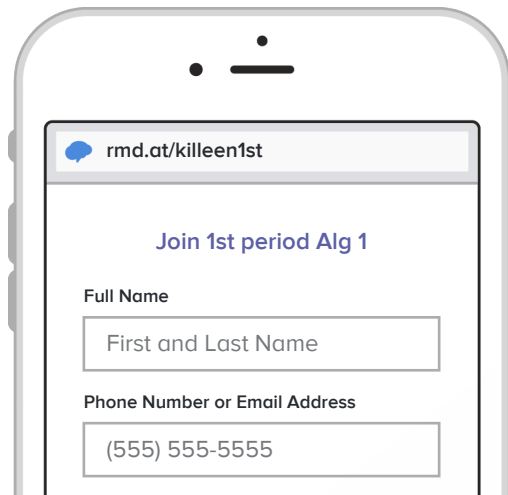 rmd.at/killeen1st
Join 1st period Alg 1
Full Name
First and Last Name
Phone Number or Email Address
(555) 555-5555